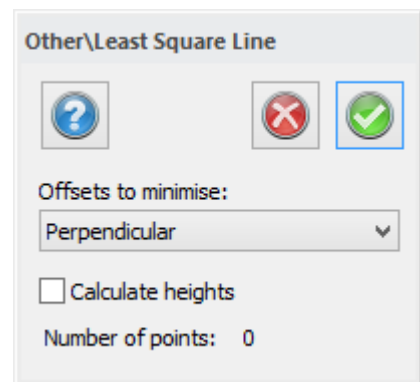 Other\Least Square Line
?
Offsets to minimise:
Perpendicular
Calculate heights
Number of points: 0